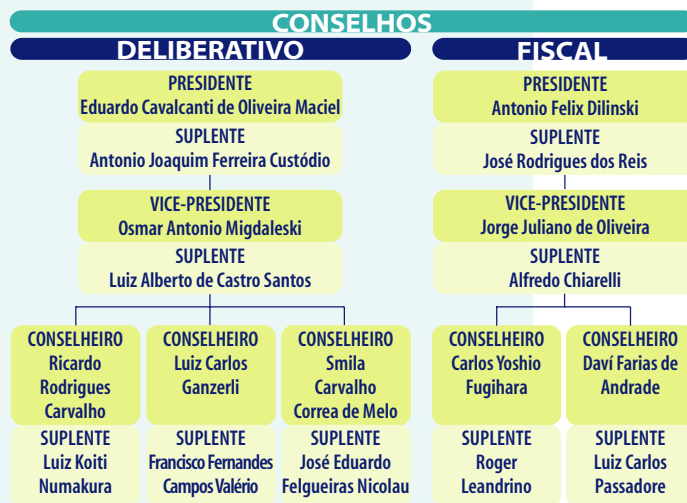 CONSELHOS
DELIBERATIVO
PRESIDENTE
Eduardo Cavalcanti de Oliveira Maciel
SUPLENTE
Antonio Joaquim Ferreira Custódio
VICE-PRESIDENTE
Osmar Antonio Migdaleski
SUPLENTE
Luiz Alberto de Castro Santos
CONSELHEIRO
Ricardo
Rodrigues
Carvalho
SUPLENTE
Luiz Koiti
Numakura
CONSELHEIRO
Luiz Carlos
Ganzerli
SUPLENTE
Francisco Fernandes
Campos Valério
CONSELHEIRO
Smila
Carvalho
Correa de Melo
SUPLENTE
José Eduardo
Felgueiras Nicolau
FISCAL
PRESIDENTE
Antonio Felix Dilinski
SUPLENTE
José Rodrigues dos Reis
VICE-PRESIDENTE
Jorge Juliano de Oliveira
SUPLENTE
Alfredo Chiarelli
CONSELHEIRO
Carlos Yoshio
Fugihara
SUPLENTE
Roger
Leandrino
CONSELHEIRO
Daví Farias de
Andrade
SUPLENTE
Luiz Carlos
Passadore